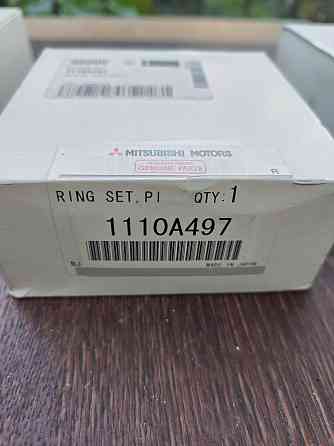 MITSUBISHI MOTORS
GENUINE PARTS
RING SET, PI QTY:1
1110A497
MADE IN JAPAN